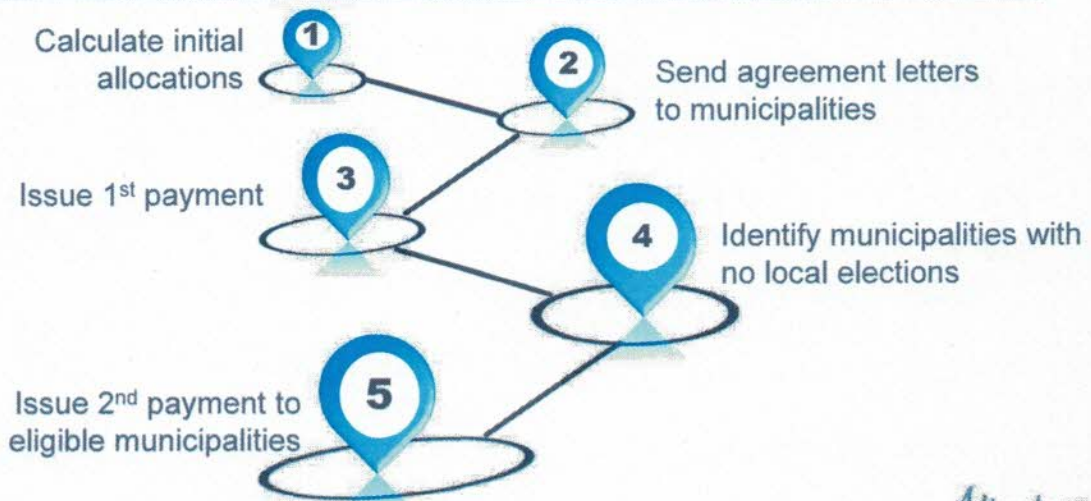 1
Calculate initial
allocations
2
Send agreement letters
to municipalities
3
Issue 1st payment
4
Identify municipalities with
no local elections
5
Issue 2nd payment to
eligible municipalities